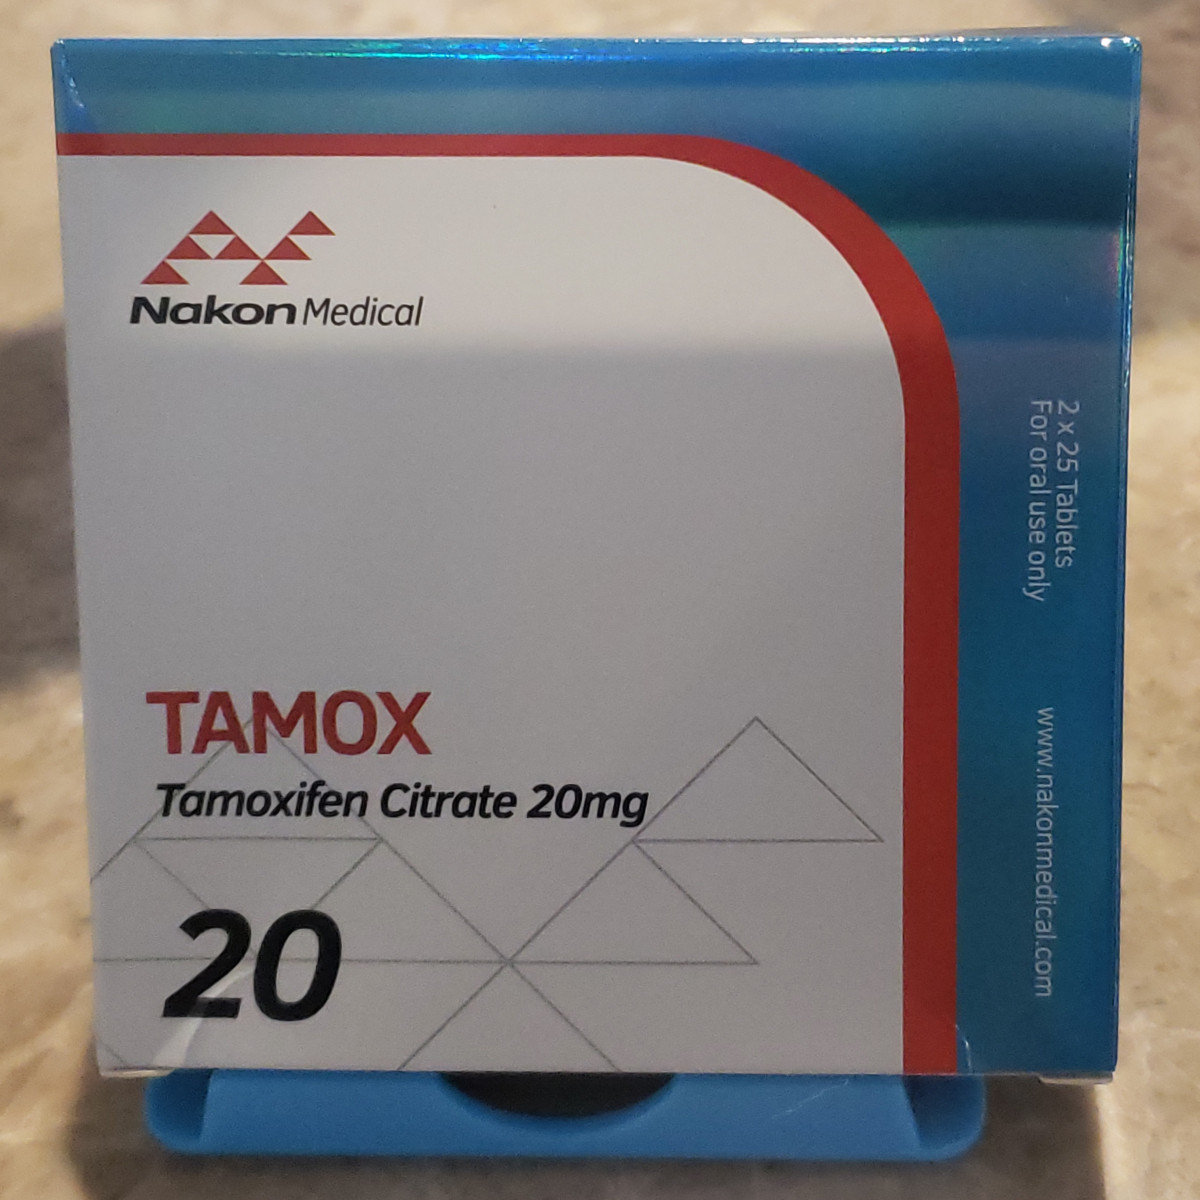 Nakon Medical
TAMOX
Tamoxifen Citrate 20mg
20
2 x 25 Tablets
For oral use only
www.nakonmedical.com